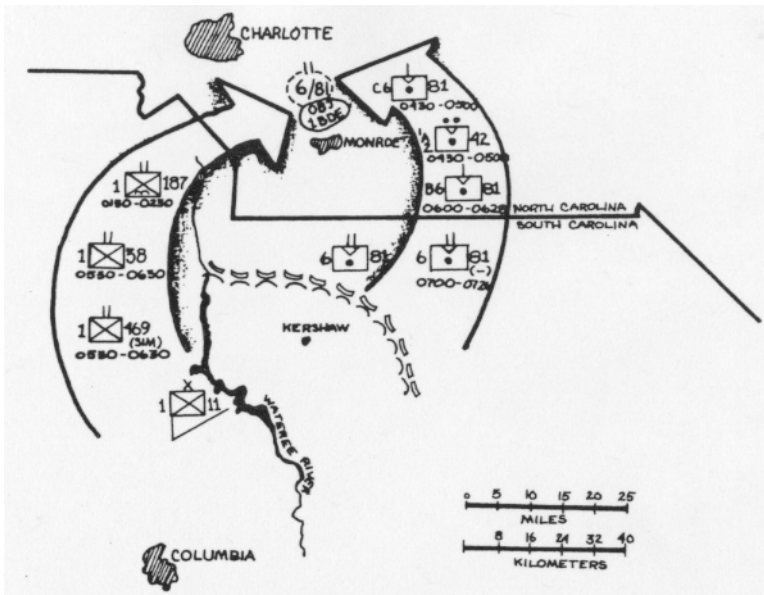 CHARLOTTE
6/81
OBJ
1 BDE
MONROE
C6 81
0430-0500
1/2 42
0430-0500
B6 81
0600-0628
NORTH CAROLINA
SOUTH CAROLINA
1 187
0130-0230
1 58
0530-0630
1 469
(SIM)
0530-0630
6 81
6 81
(-)
0700-0726
KERSHAW
1 11
WATEREE RIVER
COLUMBIA
0 5 10 15 20 25
MILES
8 16 24 32 40
KILOMETERS